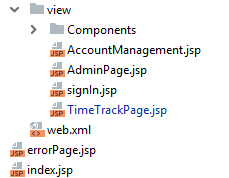 view
Components
AccountManagement.jsp
AdminPage.jsp
signIn.jsp
TimeTrackPage.jsp
web.xml
errorPage.jsp
index.jsp